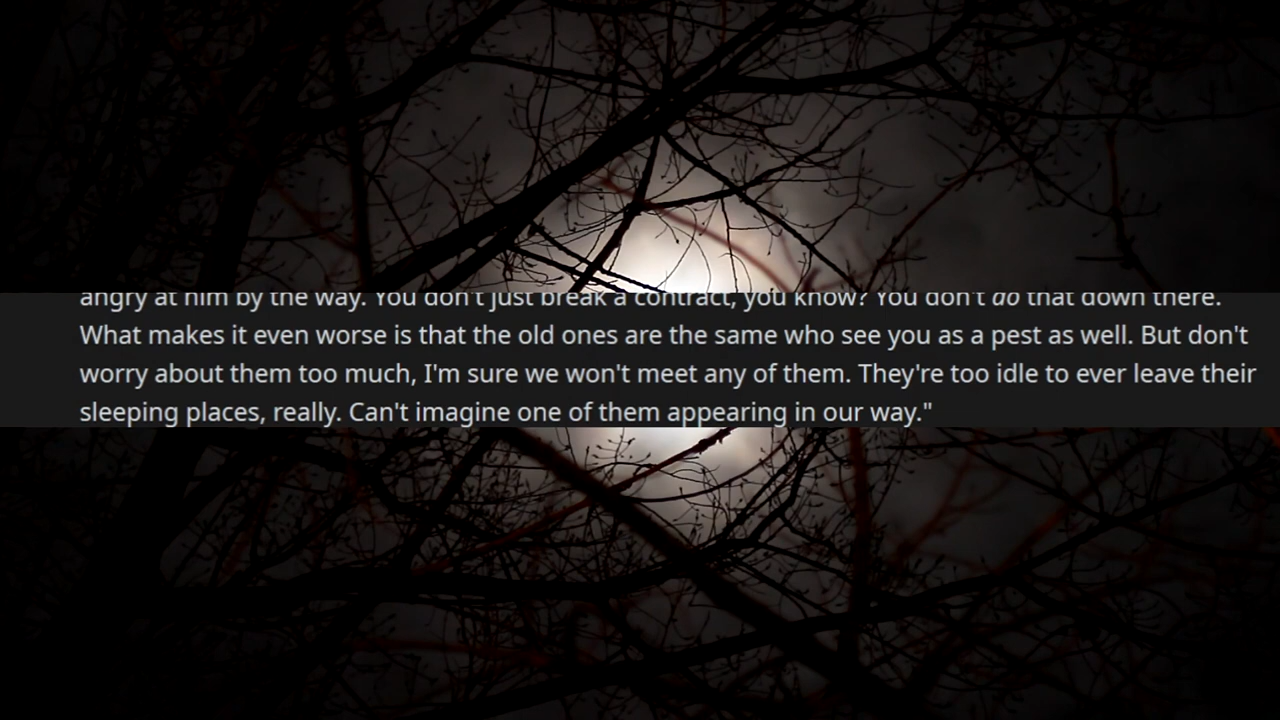 angry at him by the way. You don't just break a contract, you know? You don't do that down there.
What makes it even worse is that the old ones are the same who see you as a pest as well. But don't
worry about them too much, I'm sure we won't meet any of them. They're too idle to ever leave their
sleeping places, really. Can't imagine one of them appearing in our way."